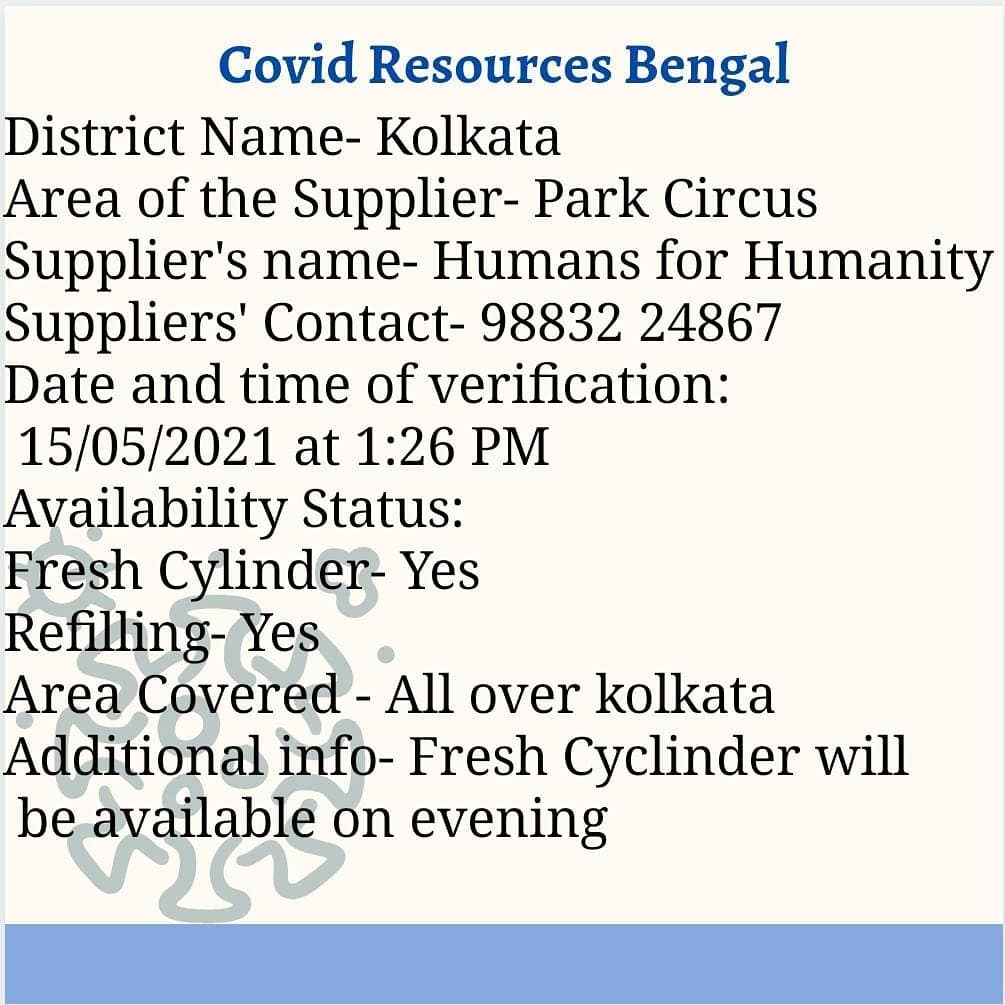 Covid Resources Bengal
District Name- Kolkata
Area of the Supplier- Park Circus
Supplier's name- Humans for Humanity
Suppliers' Contact- 98832 24867
Date and time of verification:
15/05/2021 at 1:26 PM
Availability Status:
Fresh Cylinder- Yes
Refilling- Yes
Area Covered - All over kolkata
Additional info- Fresh Cyclinder will
be available on evening